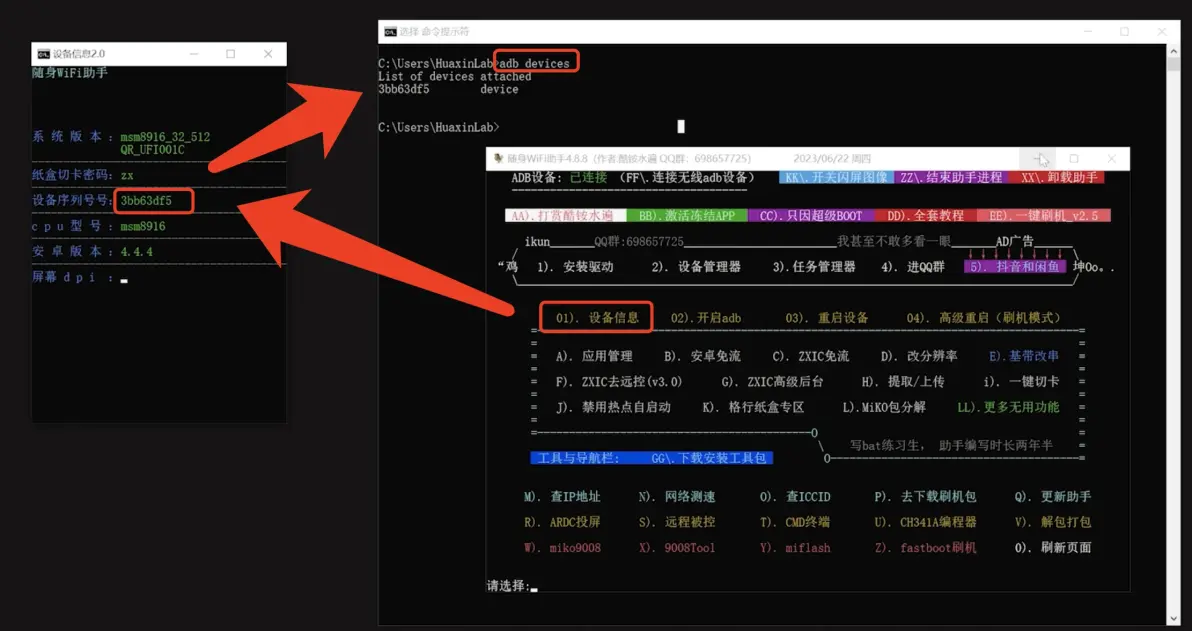 设备信息2.0
随身WiFi助手
系 统 版 本 : msm8916_32_512
QR_UFI001C
纸盒切卡密码: zx
设备序列号号: 3bb63df5
c p u 型 号 : msm8916
安 卓 版 本 : 4.4.4
屏幕 d p i :
选择 命令提示符
C:\Users\HuaxinLab>adb devices
List of devices attached
3bb63df5 device
C:\Users\HuaxinLab>
随身WiFi助手4.8.8 (作者:酷铵水遍 QQ群: 698657725) 2023/06/22 周四
ADB设备: 已连接 (FF\.连接无线adb设备) KK\.开关闪屏图像 ZZ\.结束助手进程 XX\.卸载助手
AA).打赏酷铵水遍 BB).激活冻结APP CC).只因超级BOOT DD).全套教程 EE).一键刷机_v2.5
ikun______QQ群:698657725____________________我甚至不敢多看一眼______AD广告_____
“鸡 1). 安装驱动 2). 设备管理器 3).任务管理器 4). 进QQ群 5). 抖音和闲鱼 坤Oo。.
01). 设备信息 02).开启adb 03). 重启设备 04). 高级重启(刷机模式)
A). 应用管理 B). 安卓免流 C). ZXIC免流 D). 改分辨率 E).基带改串
F). ZXIC去远控(v3.0) G). ZXIC高级后台 H). 提取/上传 i). 一键切卡
J). 禁用热点自启动 K). 格行纸盒专区 L).MiKO包分解 LL).更多无用功能
写bat练习生, 助手编写时长两年半
工具与导航栏: GG\.下载安装工具包
M). 查IP地址 N). 网络测速 O). 查ICCID P). 去下载刷机包 Q). 更新助手
R). ARDC投屏 S). 远程被控 T). CMD终端 U). CH341A编程器 V). 解包打包
W). miko9008 X). 9008Tool Y). miflash Z). fastboot刷机 0). 刷新页面
请选择: